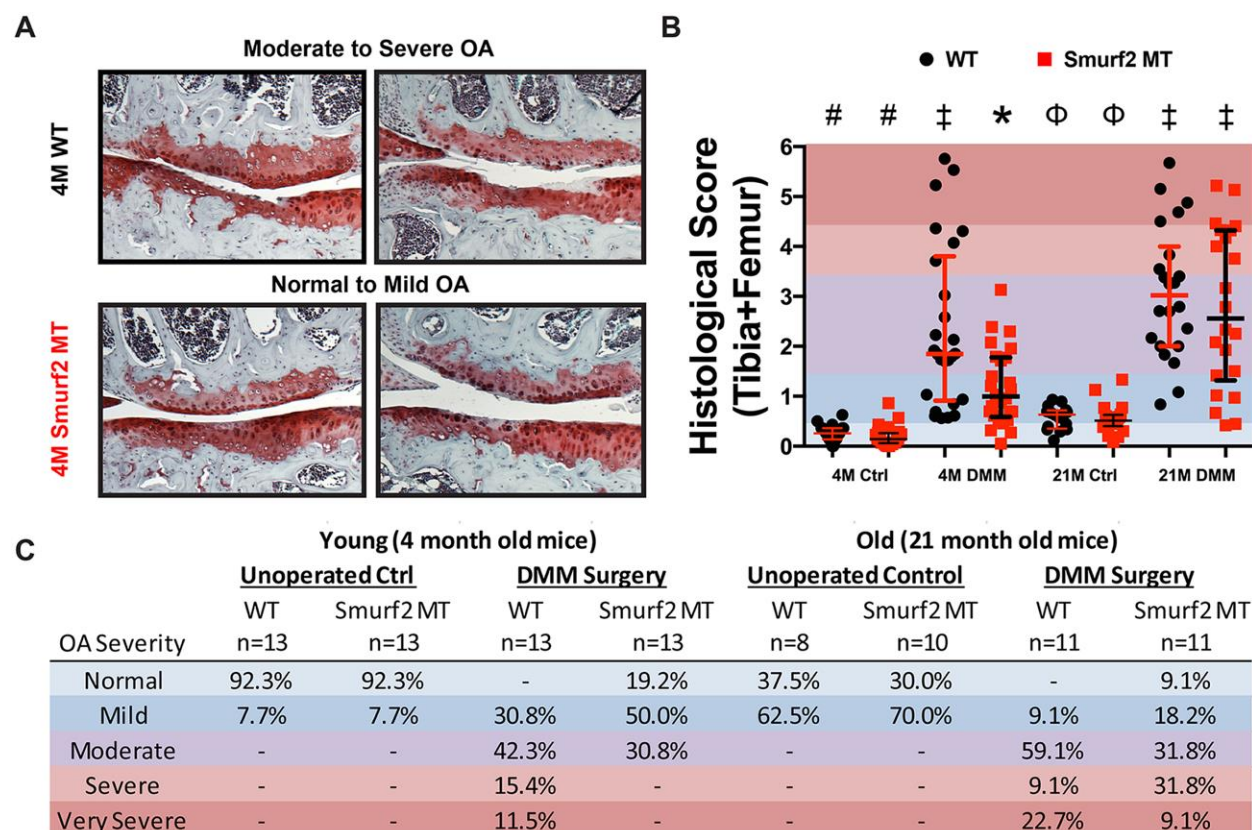 A
Moderate to Severe OA
4M WT
Normal to Mild OA
4M Smurf2 MT
B
WT
Smurf2 MT
# # ‡ * Φ Φ ‡ ‡
Histological Score
(Tibia+Femur)
6
5
4
3
2
1
0
4M Ctrl 4M DMM 21M Ctrl 21M DMM
C
Young (4 month old mice) Old (21 month old mice)
Unoperated Ctrl DMM Surgery Unoperated Control DMM Surgery
WT Smurf2 MT WT Smurf2 MT WT Smurf2 MT WT Smurf2 MT
OA Severity n=13 n=13 n=13 n=13 n=8 n=10 n=11 n=11
Normal 92.3% 92.3% - 19.2% 37.5% 30.0% - 9.1%
Mild 7.7% 7.7% 30.8% 50.0% 62.5% 70.0% 9.1% 18.2%
Moderate - - 42.3% 30.8% - - 59.1% 31.8%
Severe - - 15.4% - - - 9.1% 31.8%
Very Severe - - 11.5% - - - 22.7% 9.1%